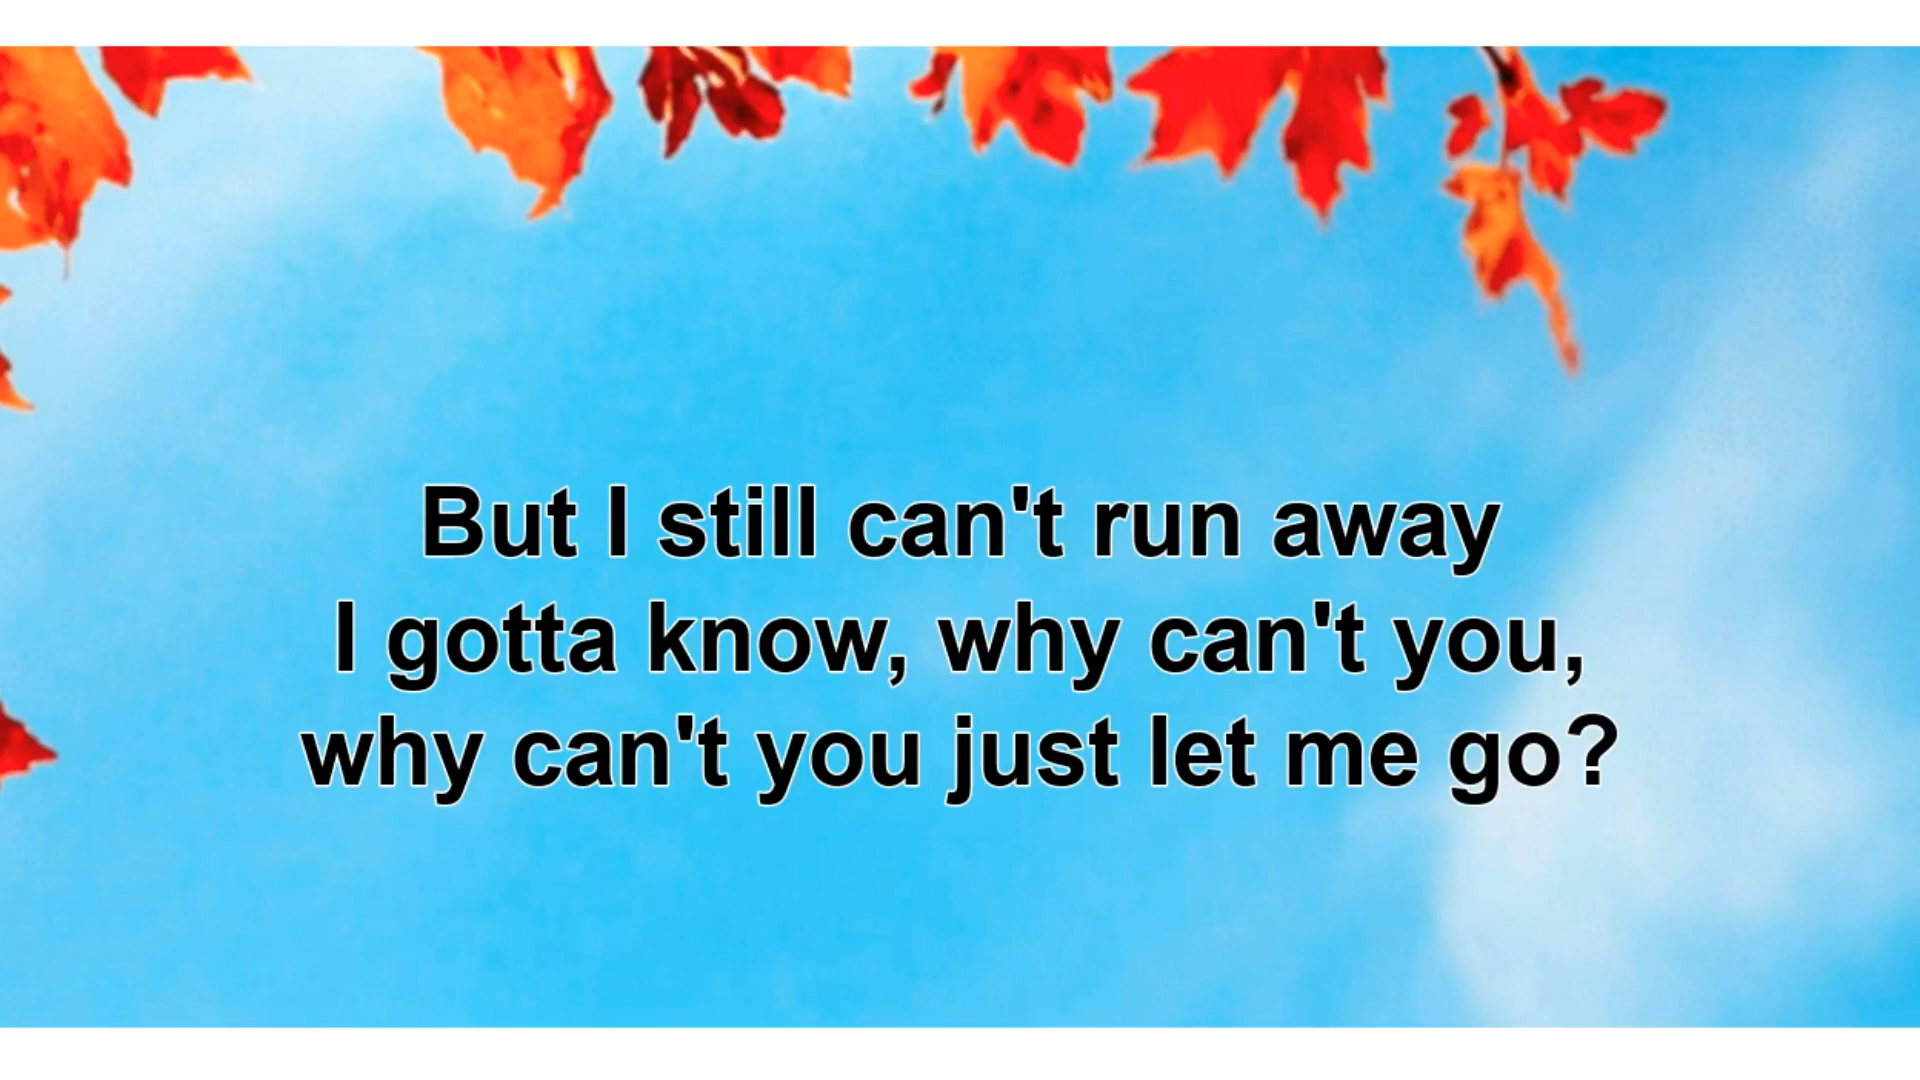 But I still can't run away
I gotta know, why can't you,
why can't you just let me go?